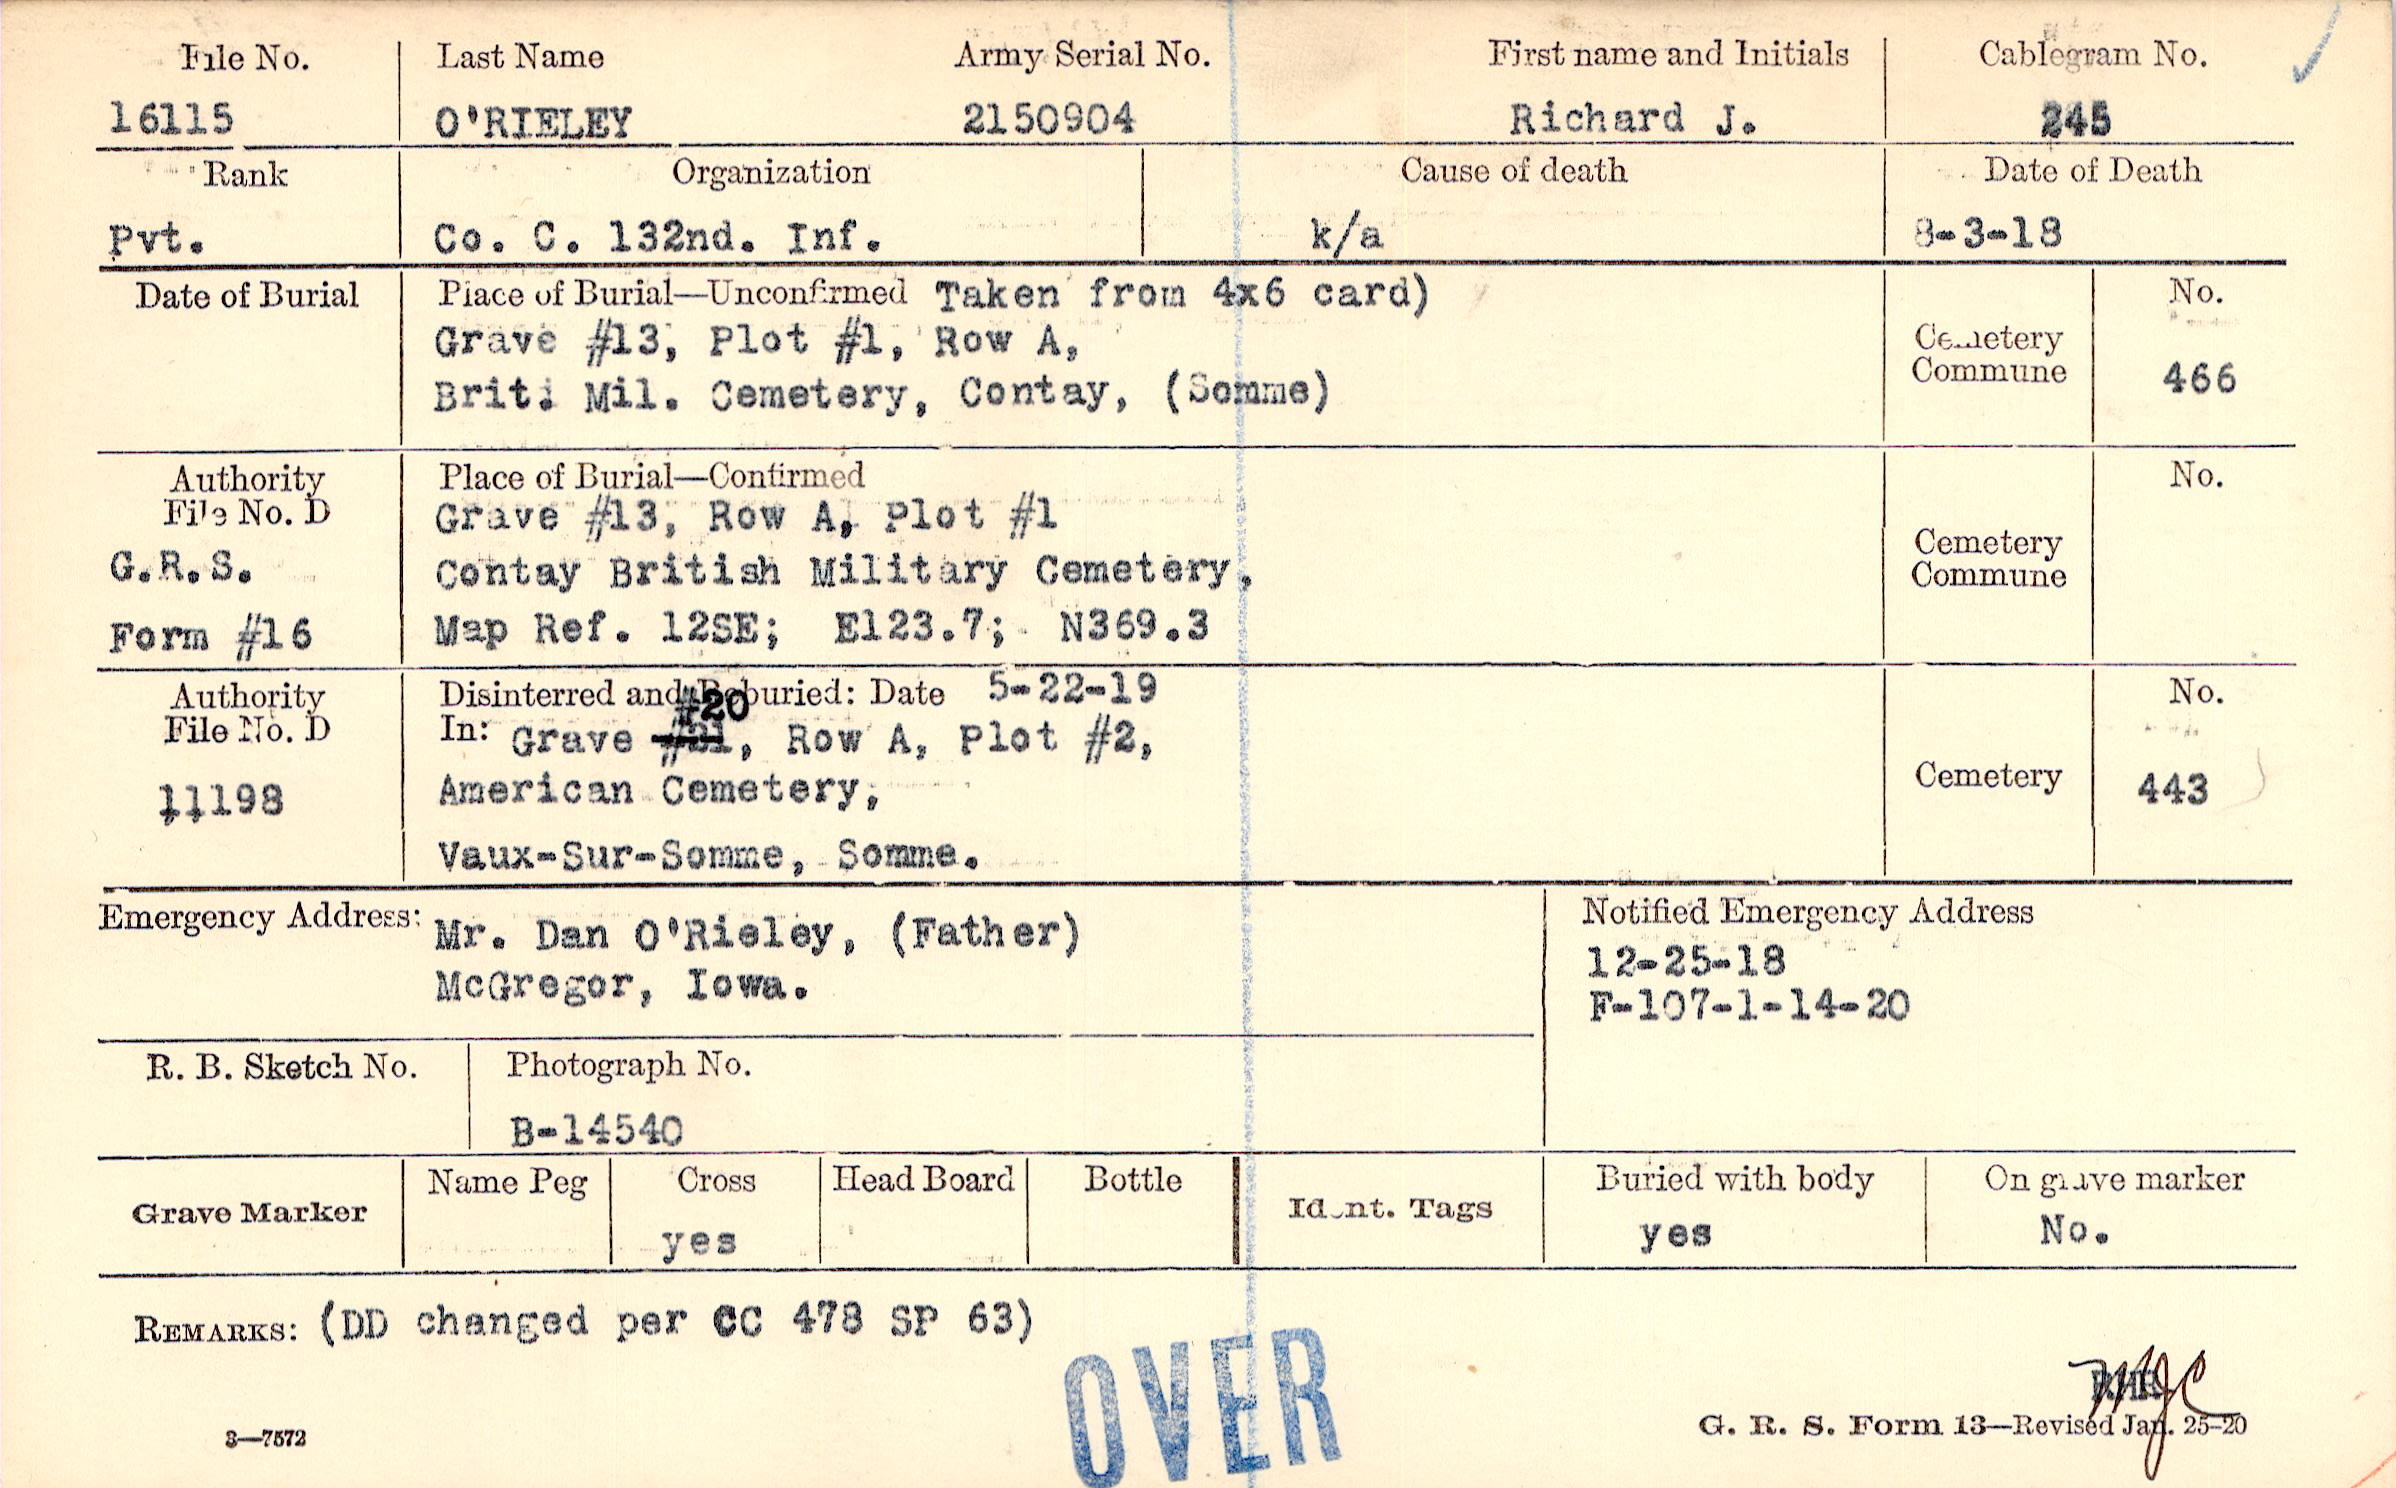 File No. Last Name Army Serial No. First name and Initials Cablegram No.
16115 O'RIELEY 2150904 Richard J. 245
Rank Organization Cause of death Date of Death
Pvt. Co. C. 132nd. Inf. k/a 8-3-18
Date of Burial Place of Burial—Unconfirmed Taken from 4x6 card) No.
Grave #13, Plot #1, Row A,
Cemetery
Commune 466
Brit. Mil. Cemetery, Contay, (Somme)
Authority Place of Burial—Confirmed No.
File No. D Grave #13, Row A, Plot #1
Cemetery
Commune
G.R.S. Contay British Military Cemetery,
Form #16 Map Ref. 12SE; E123.7; N369.3
Authority Disinterred and Reburied: Date 5-22-19 No.
#20
File No. D In: Grave #21, Row A, Plot #2,
11198 American Cemetery, Cemetery 443
Vaux-Sur-Somme, Somme.
Emergency Address: Mr. Dan O'Rieley, (Father) Notified Emergency Address
McGregor, Iowa. 12-25-18
F-107-1-14-20
R. B. Sketch No. Photograph No.
B-14540
Grave Marker Name Peg Cross Head Board Bottle Ident. Tags Buried with body On grave marker
yes yes No.
REMARKS: (DD changed per CC 478 SP 63)
OVER
3—7572 G. R. S. Form 13—Revised Jan. 25-20